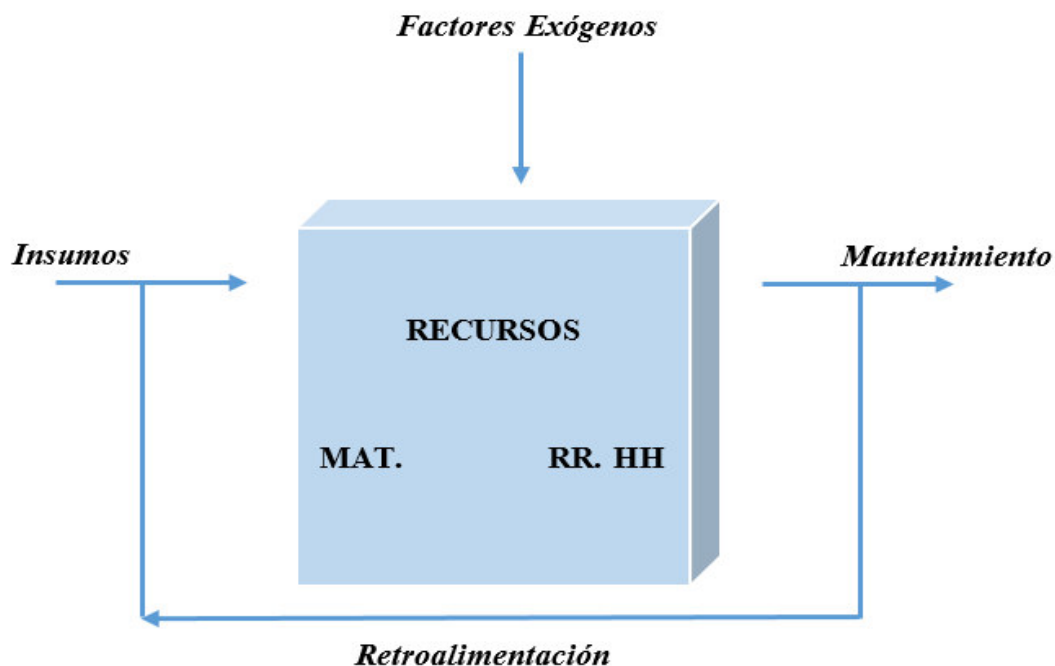 Factores Exógenos
Insumos
Mantenimiento
RECURSOS
MAT. RR. HH
Retroalimentación